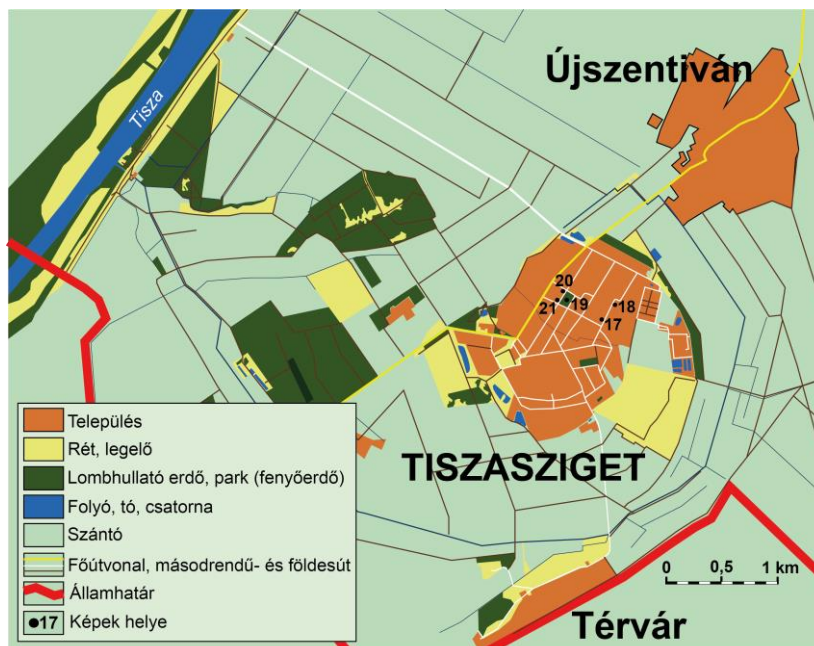 Újszentiván
Tisza
20
21
19
18
17
TISZASZIGET
Település
Rét, legelő
Lombhullató erdő, park (fenyőerdő)
Folyó, tó, csatorna
Szántó
Főútvonal, másodrendű- és földesút
Államhatár
17 Képek helye
0 0,5 1 km
Térvár